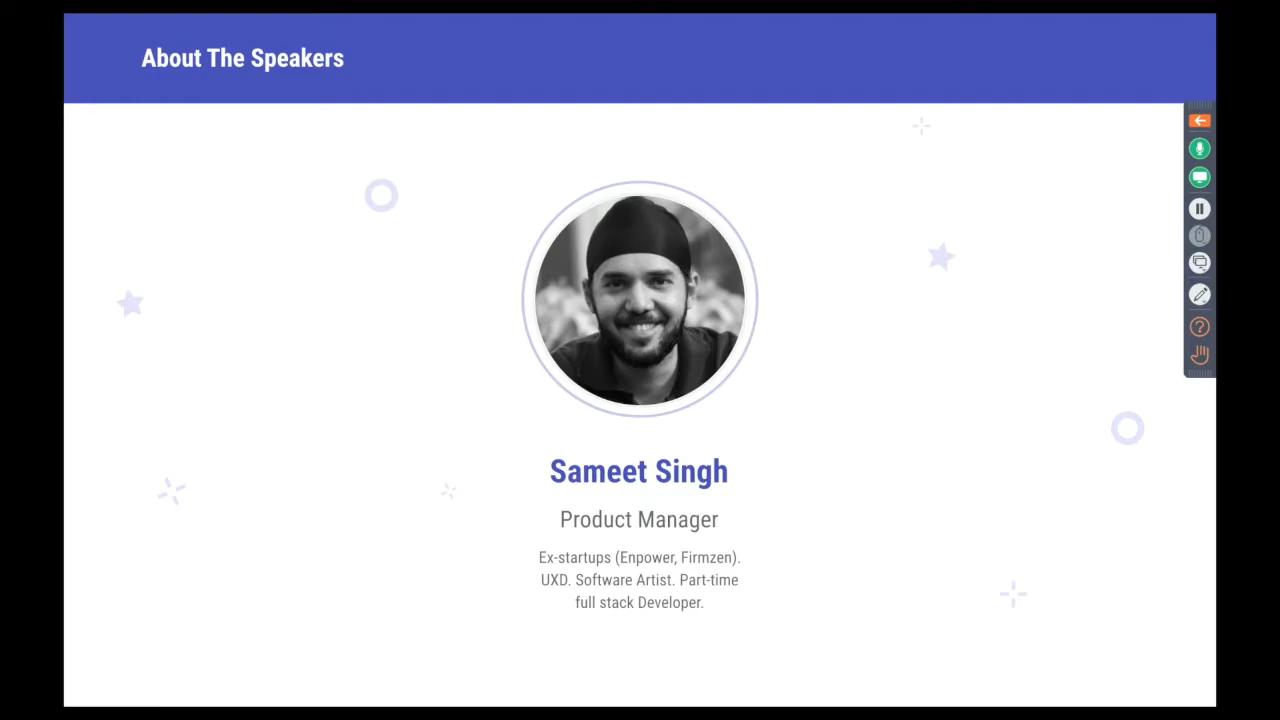 About The Speakers
Sameet Singh
Product Manager
Ex-startups (Enpower, Firmzen).
UXD. Software Artist. Part-time
full stack Developer.